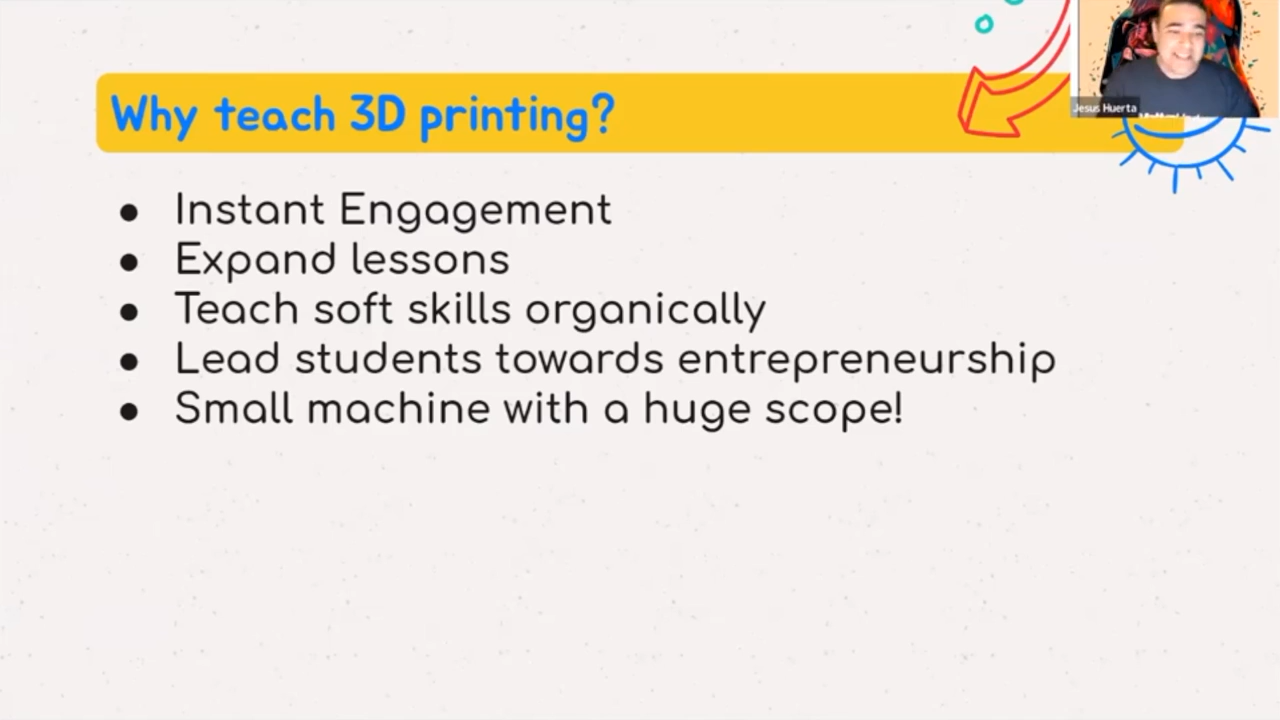 Why teach 3D printing?
Jesus Huerta
● Instant Engagement
● Expand lessons
● Teach soft skills organically
● Lead students towards entrepreneurship
● Small machine with a huge scope!